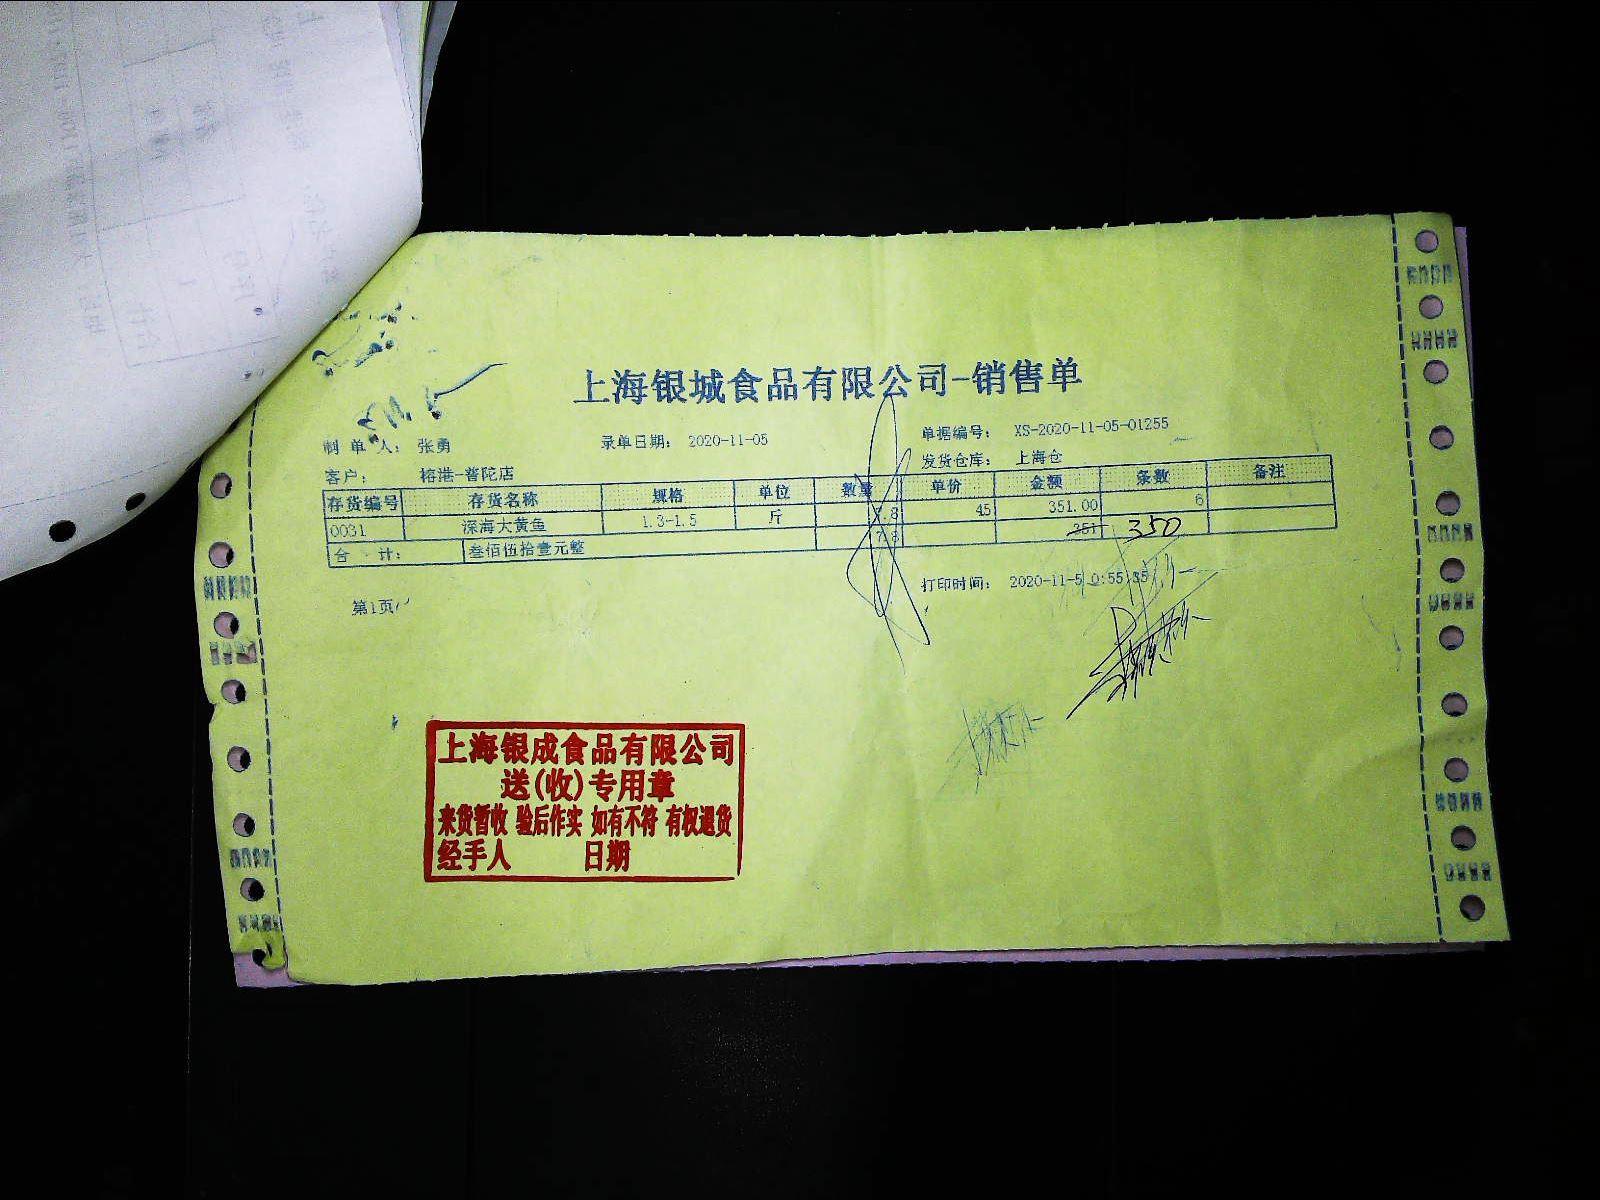 上海银城食品有限公司-销售单
制 单 人： 张勇 录单日期： 2020-11-05 单据编号： XS-2020-11-05-01255
客户： 榕港-普陀店 发货仓库： 上海仓
存货编号 存货名称 规格 单位 数量 单价 金额 条数 备注
0031 深海大黄鱼 1.3-1.5 斤 7.8 45 351.00 6
合 计： 叁佰伍拾壹元整 7.8 351 350
第1页 打印时间： 2020-11-5 0:55:35
上海银成食品有限公司
送(收)专用章
来货暂收 验后作实 如有不符 有权退货
经手人 日期